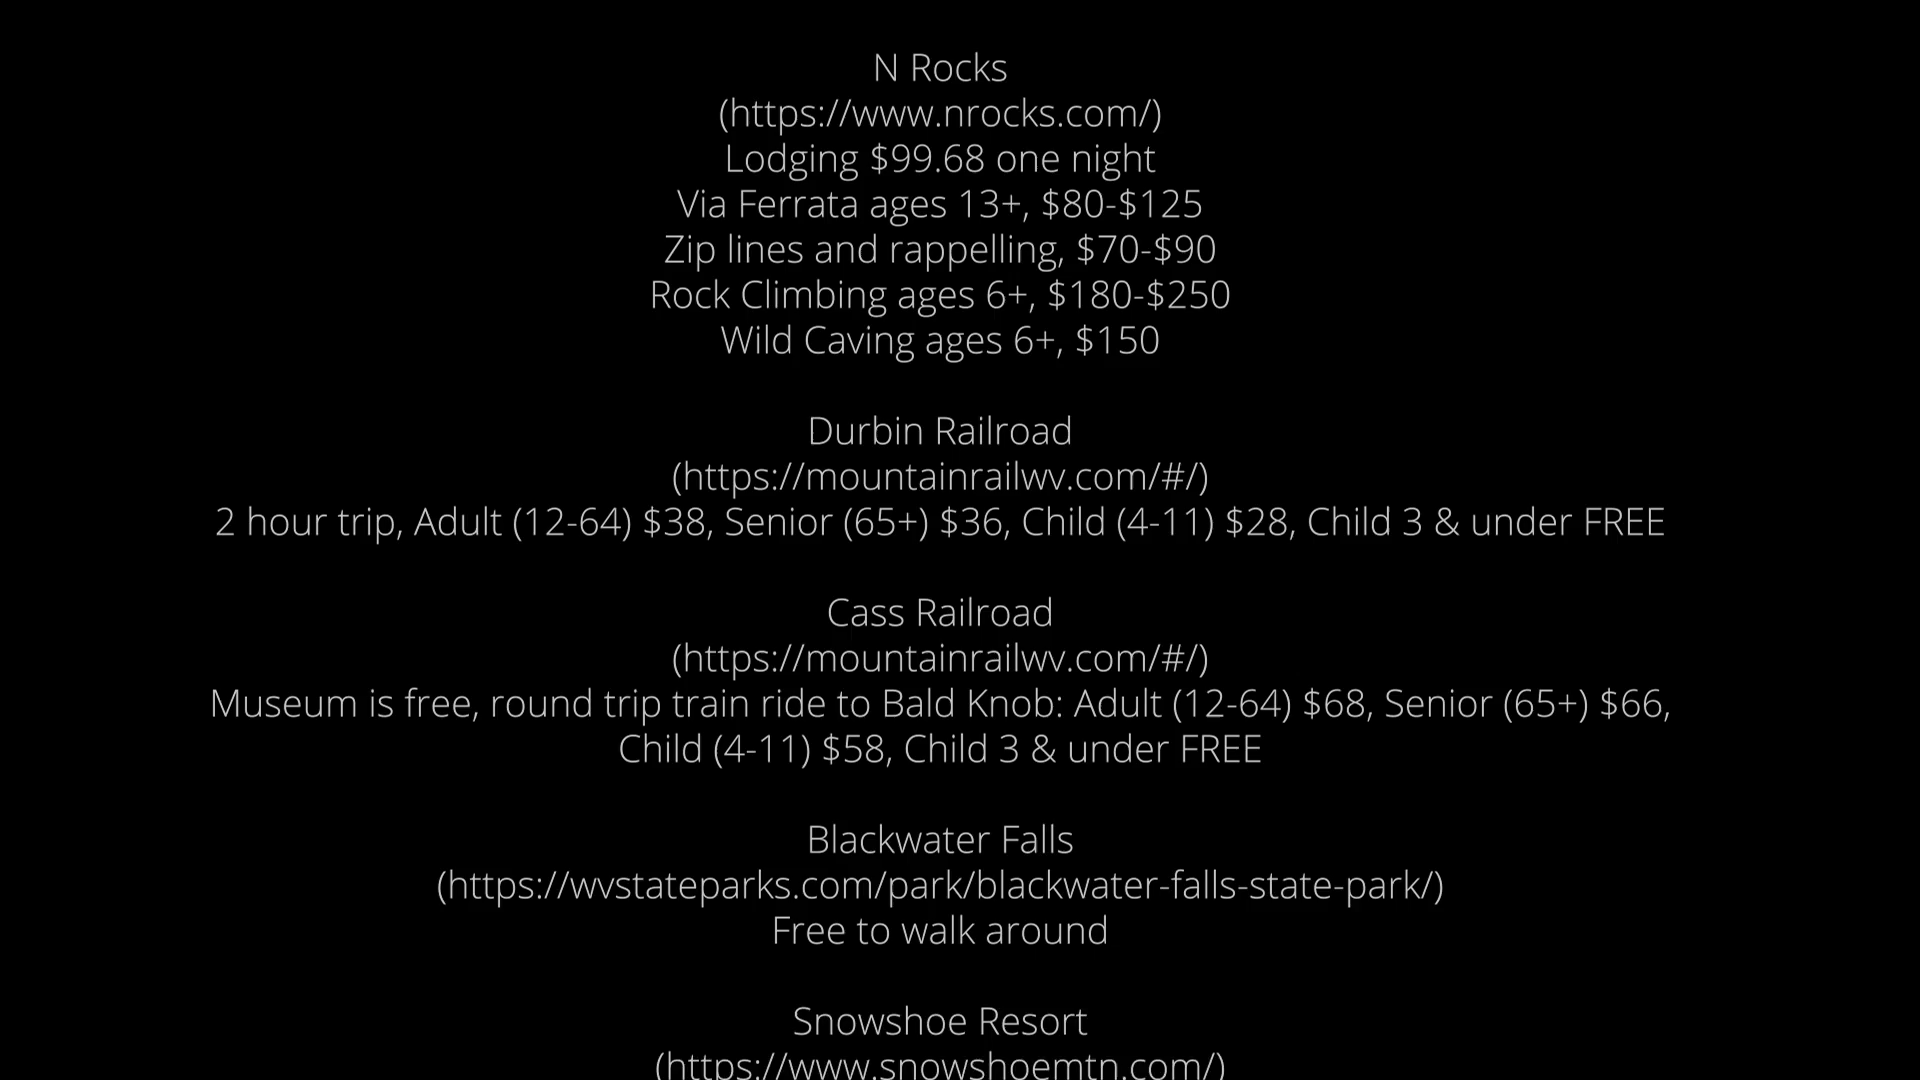 N Rocks
(https://www.nrocks.com/)
Lodging $99.68 one night
Via Ferrata ages 13+, $80-$125
Zip lines and rappelling, $70-$90
Rock Climbing ages 6+, $180-$250
Wild Caving ages 6+, $150
Durbin Railroad
(https://mountainrailwv.com/#/)
2 hour trip, Adult (12-64) $38, Senior (65+) $36, Child (4-11) $28, Child 3 & under FREE
Cass Railroad
(https://mountainrailwv.com/#/)
Museum is free, round trip train ride to Bald Knob: Adult (12-64) $68, Senior (65+) $66,
Child (4-11) $58, Child 3 & under FREE
Blackwater Falls
(https://wvstateparks.com/park/blackwater-falls-state-park/)
Free to walk around
Snowshoe Resort
(https://www.snowshoemtn.com/)